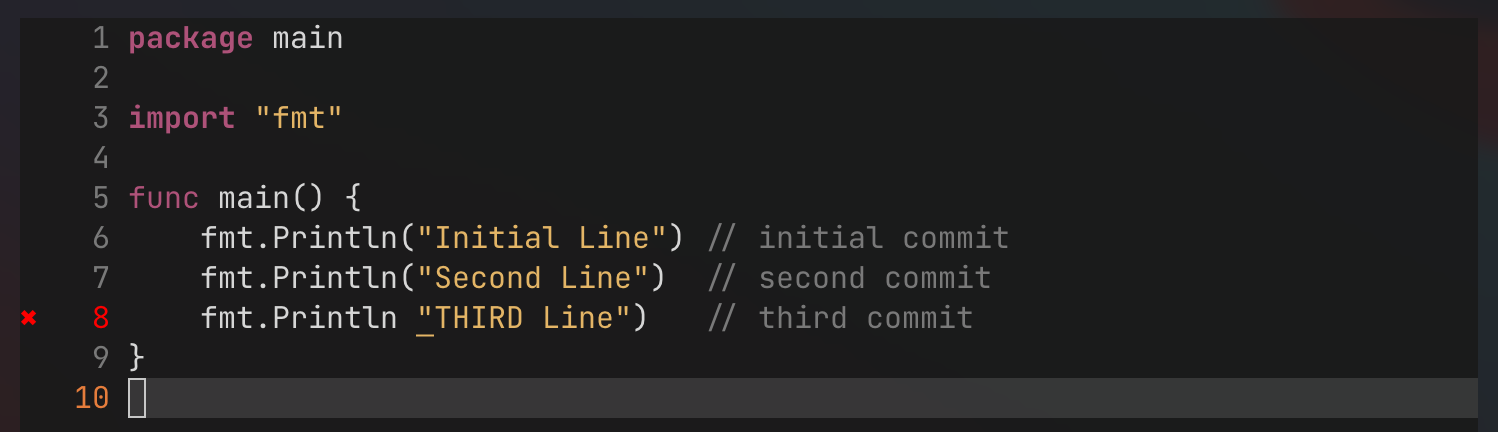 1 package main
2
3 import "fmt"
4
5 func main() {
6     fmt.Println("Initial Line") // initial commit
7     fmt.Println("Second Line")  // second commit
✖ 8     fmt.Println "THIRD Line")   // third commit
9 }
10